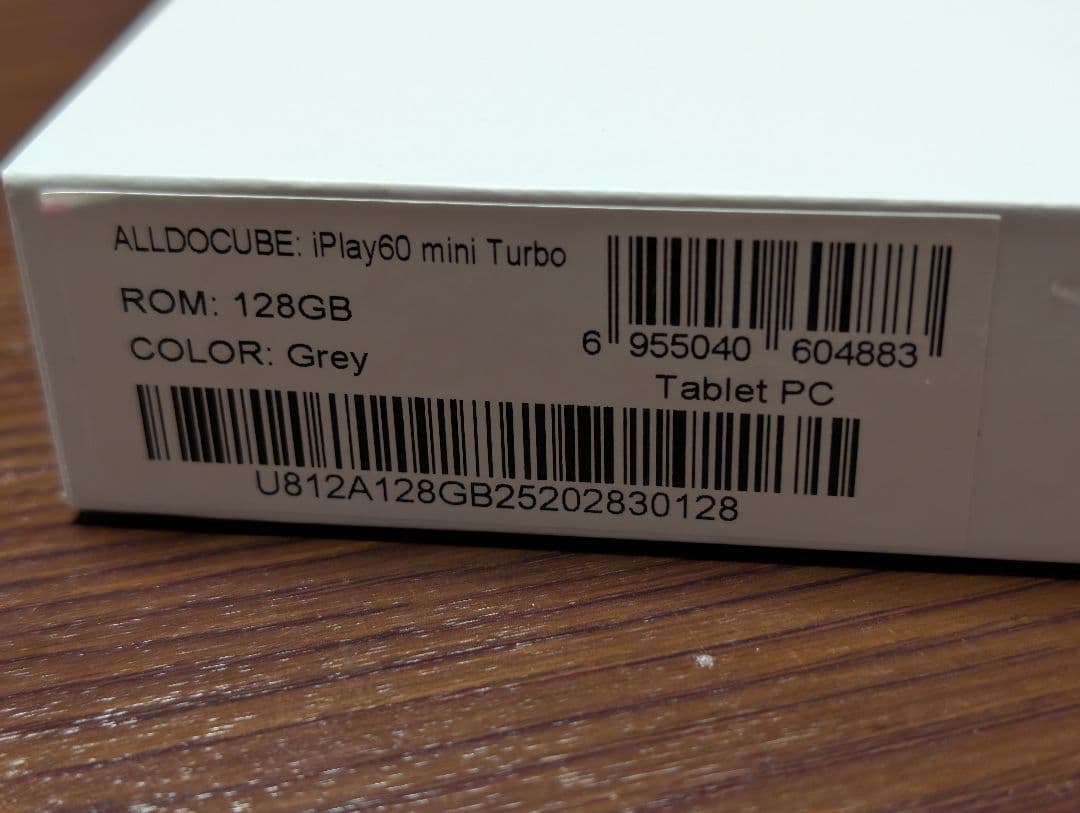 ALLDOCUBE: iPlay60 mini Turbo
ROM: 128GB
COLOR: Grey
6 955040 604883
Tablet PC
U812A128GB25202830128